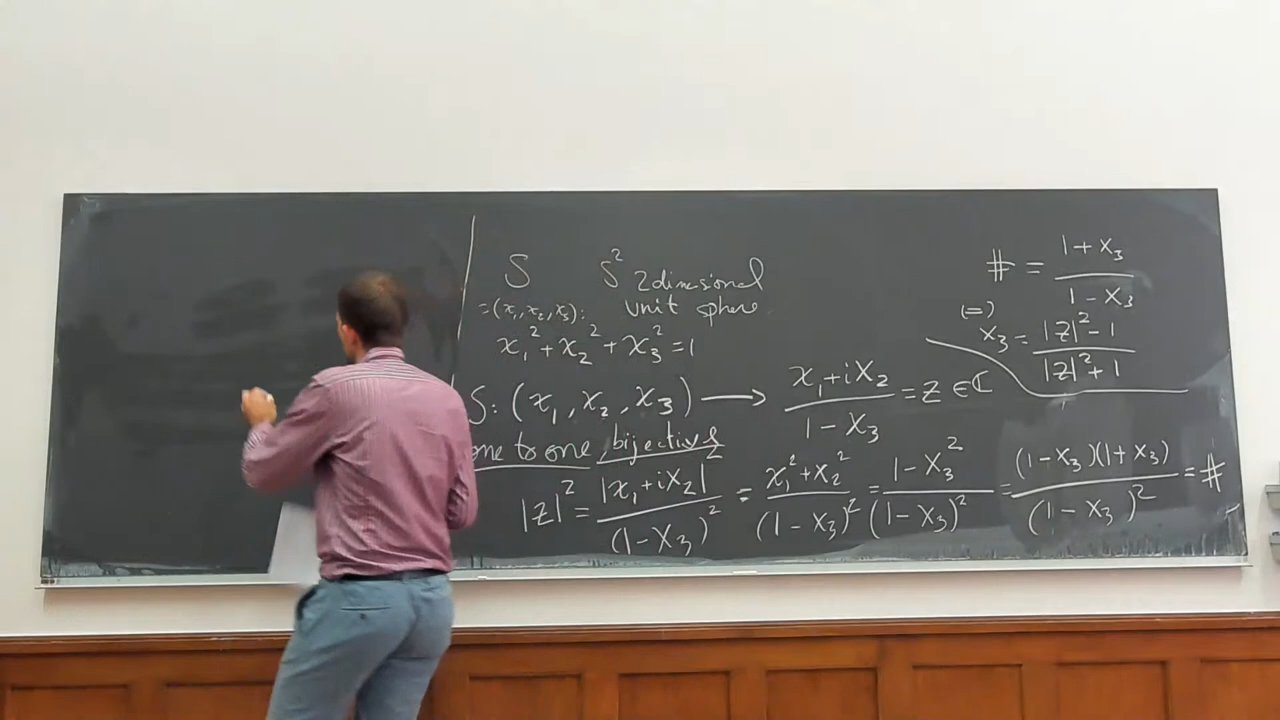 S S² 2dimesional
=(x₁,x₂,x₃): unit sphere
x₁²+x₂²+x₃²=1
S: (x₁, x₂, x₃) ⟶ (x₁+ix₂)/(1-x₃) = z ∈ ℂ
one to one, bijective
|z|² = |x₁+ix₂|²/(1-x₃)² = (x₁²+x₂²)/(1-x₃)² = (1-x₃²)/(1-x₃)² = (1-x₃)(1+x₃)/(1-x₃)² = #
# = (1+x₃)/(1-x₃)
(=)
x₃ = (|z|²-1)/(|z|²+1)